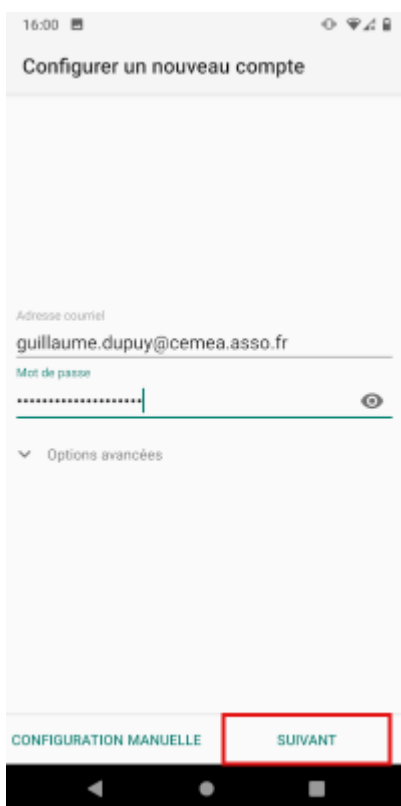 16:00
Configurer un nouveau compte
Adresse courriel
guillaume.dupuy@cemea.asso.fr
Mot de passe
••••••••••••••••••••
Options avancées
CONFIGURATION MANUELLE
SUIVANT